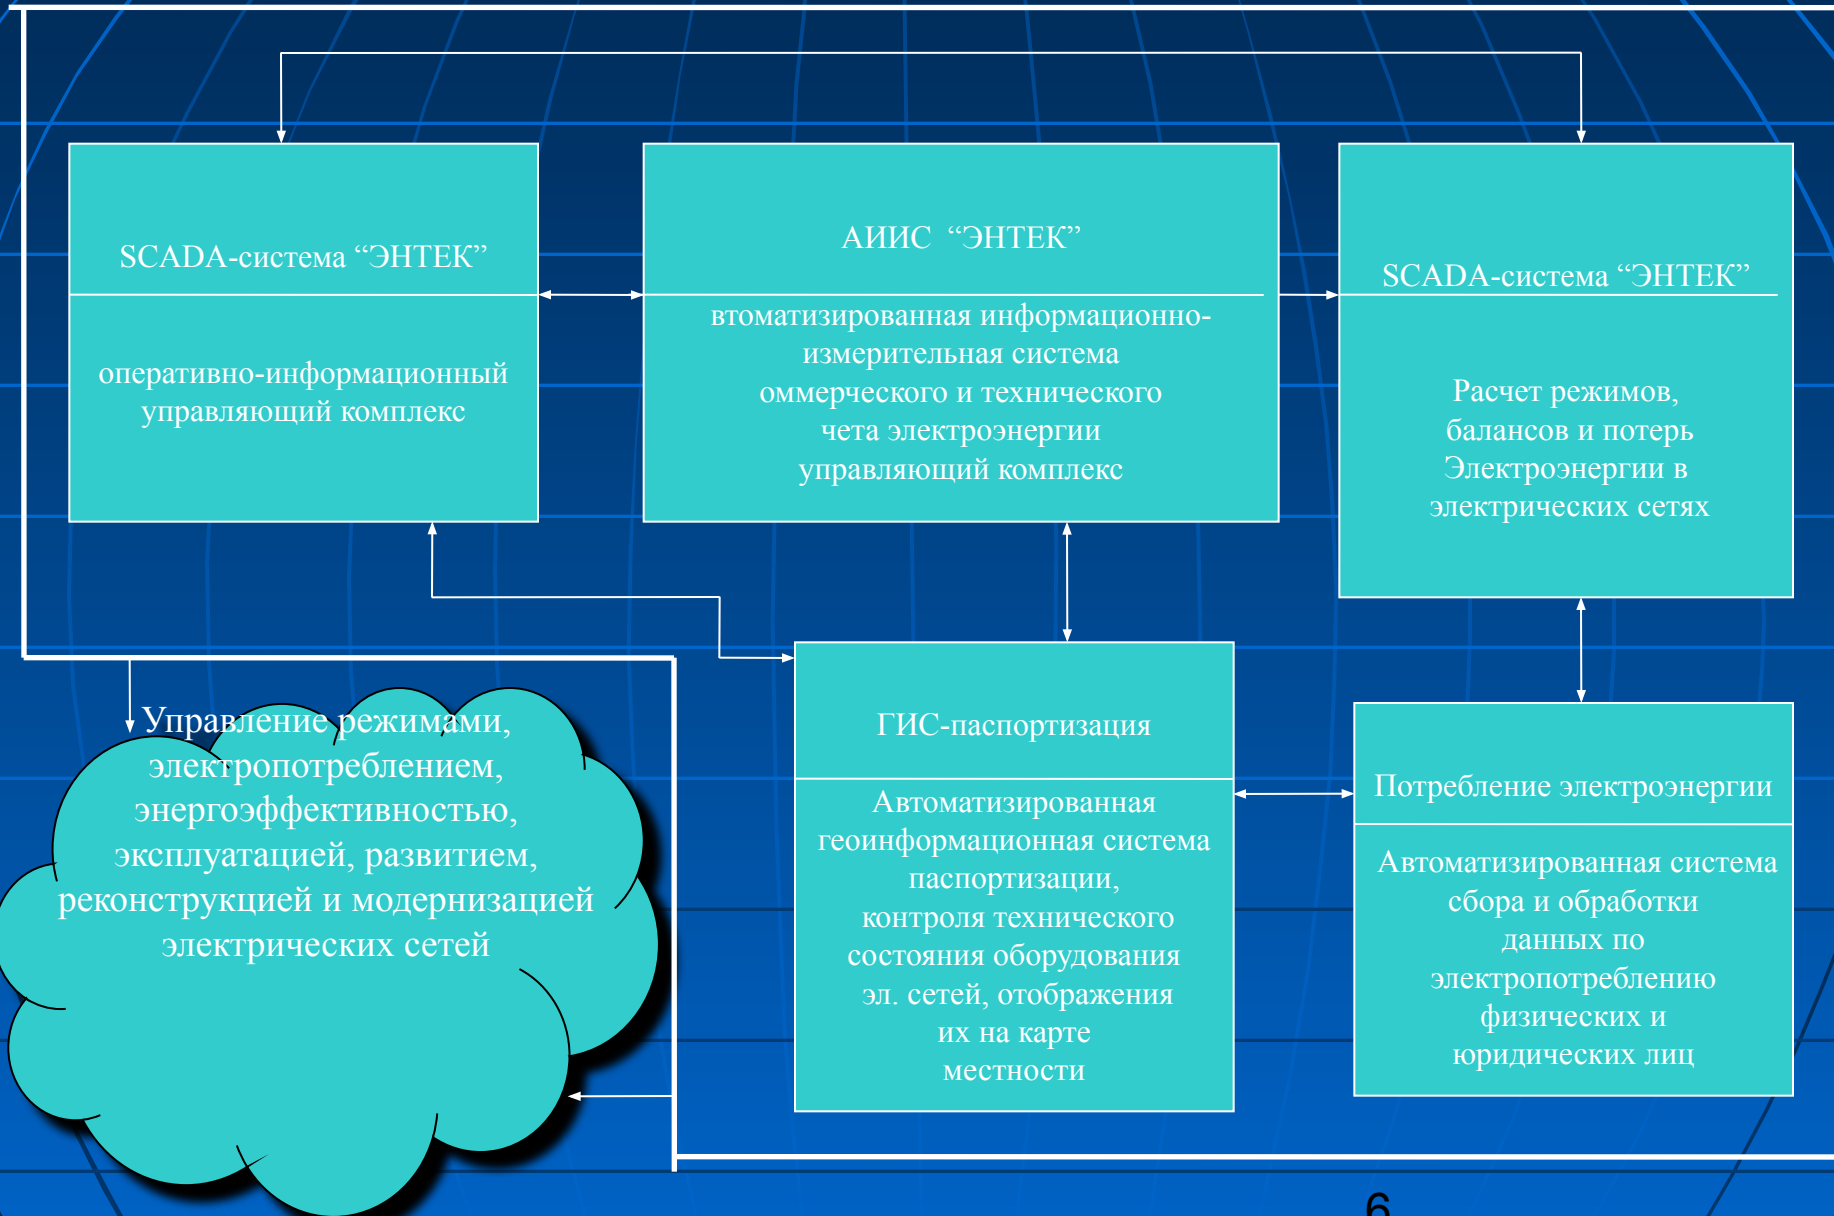 SCADA-система “ЭНТЕК”
оперативно-информационный
управляющий комплекс
АИИС “ЭНТЕК”
втоматизированная информационно-
измерительная система
оммерческого и технического
чета электроэнергии
управляющий комплекс
SCADA-система “ЭНТЕК”
Расчет режимов,
балансов и потерь
Электроэнергии в
электрических сетях
Управление режимами,
электропотреблением,
энергоэффективностью,
эксплуатацией, развитием,
реконструкцией и модернизацией
электрических сетей
ГИС-паспортизация
Автоматизированная
геоинформационная система
паспортизации,
контроля технического
состояния оборудования
эл. сетей, отображения
их на карте
местности
Потребление электроэнергии
Автоматизированная система
сбора и обработки
данных по
электропотреблению
физических и
юридических лиц
6